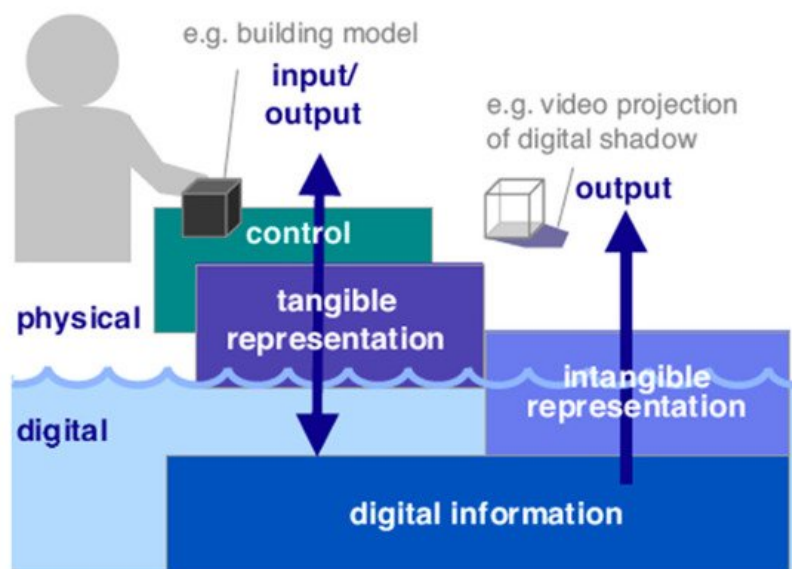 e.g. building model
input/
output
e.g. video projection
of digital shadow
output
control
tangible
representation
physical
intangible
representation
digital
digital information